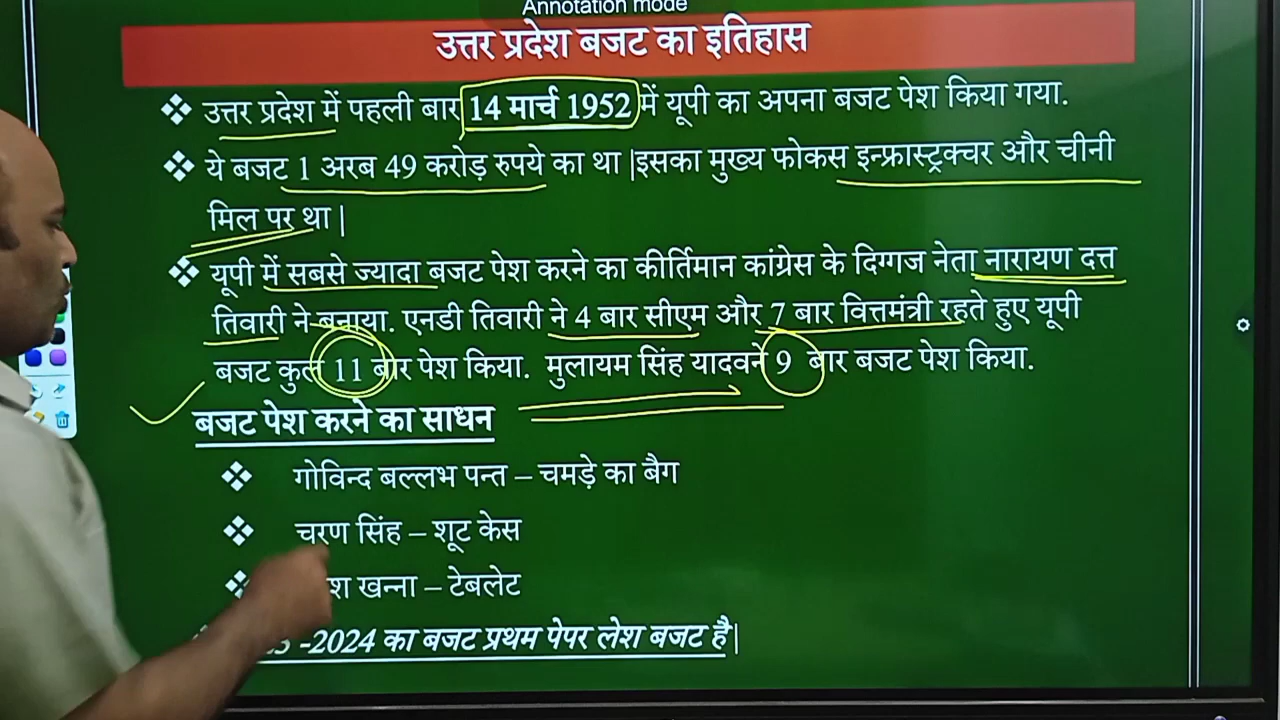 Annotation mode
उत्तर प्रदेश बजट का इतिहास
❖ उत्तर प्रदेश में पहली बार 14 मार्च 1952 में यूपी का अपना बजट पेश किया गया.
❖ ये बजट 1 अरब 49 करोड़ रुपये का था |इसका मुख्य फोकस इन्फ्रास्ट्रक्चर और चीनी
मिल पर था |
❖ यूपी में सबसे ज्यादा बजट पेश करने का कीर्तिमान कांग्रेस के दिग्गज नेता नारायण दत्त
तिवारी ने बनाया. एनडी तिवारी ने 4 बार सीएम और 7 बार वित्तमंत्री रहते हुए यूपी
बजट कुल 11 बार पेश किया. मुलायम सिंह यादवने 9 बार बजट पेश किया.
बजट पेश करने का साधन
❖ गोविन्द बल्लभ पन्त – चमड़े का बैग
❖ चरण सिंह – शूट केस
❖ खन्ना – टेबलेट
-2024 का बजट प्रथम पेपर लेश बजट है|